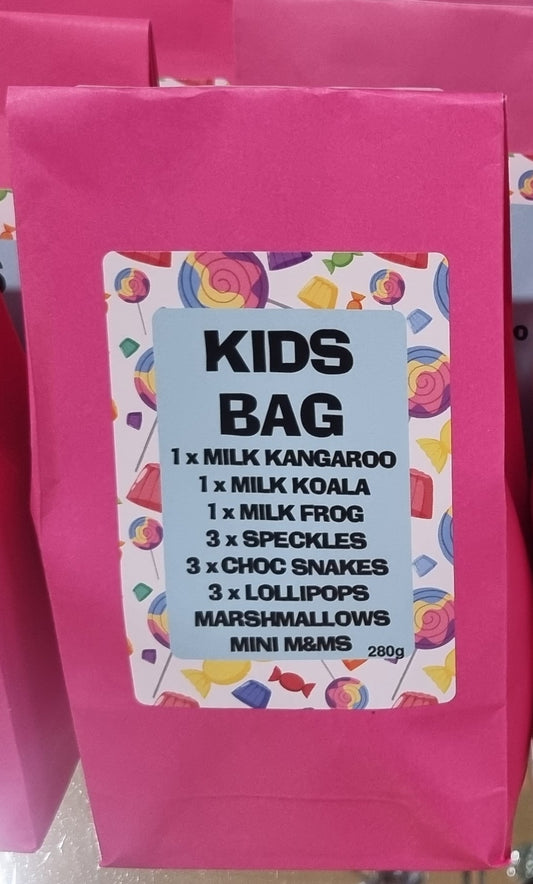 KIDS
BAG
1 x MILK KANGAROO
1 x MILK KOALA
1 x MILK FROG
3 x SPECKLES
3 x CHOC SNAKES
3 x LOLLIPOPS
MARSHMALLOWS
MINI M&MS 280g